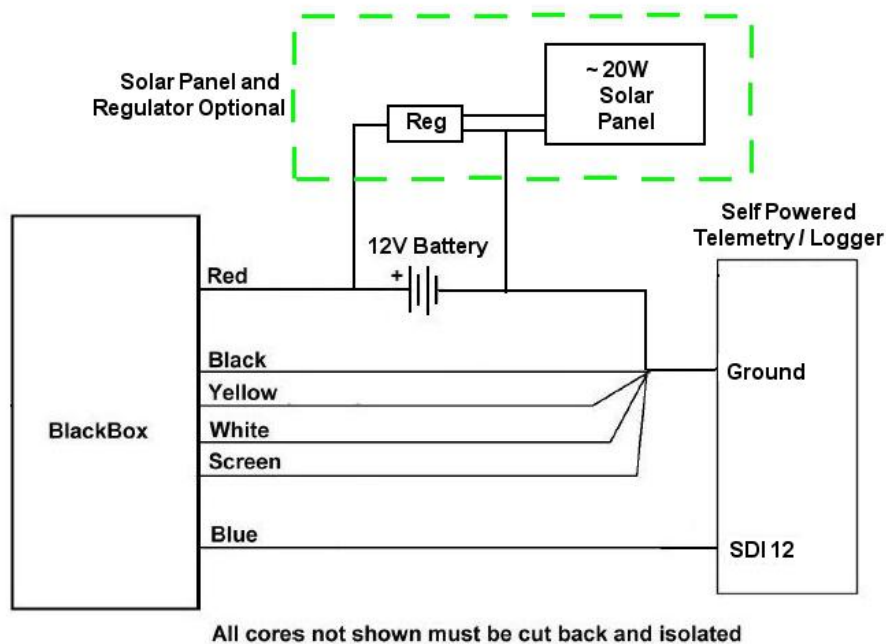 Solar Panel and
Regulator Optional
Reg
~ 20W
Solar
Panel
Self Powered
Telemetry / Logger
12V Battery
+
Red
Black
Yellow
White
Screen
Blue
BlackBox
Ground
SDI 12
All cores not shown must be cut back and isolated